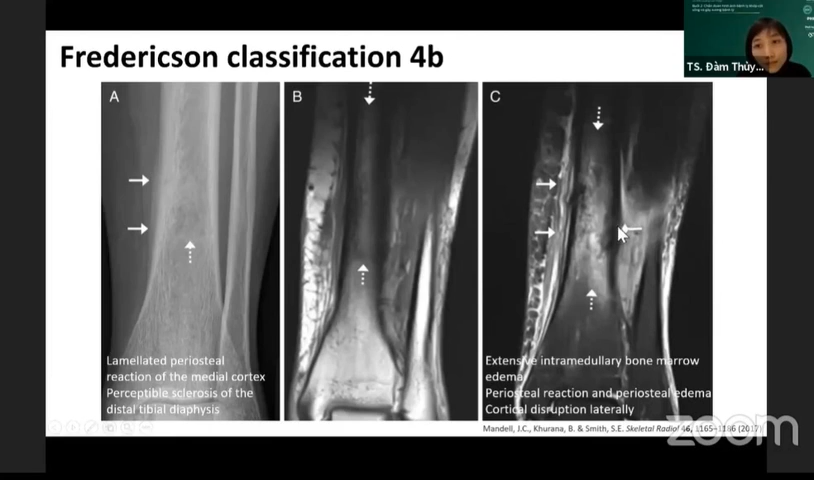 Fredericson classification 4b
TS. Đàm Thủy...
A
B
C
Lamellated periosteal
reaction of the medial cortex
Perceptible sclerosis of the
distal tibial diaphysis
Extensive intramedullary bone marrow
edema
Periosteal reaction and periosteal edema
Cortical disruption laterally
Mandell, J.C., Khurana, B. & Smith, S.E. Skeletal Radiol 46, 1165–1186 (2017)
zoom